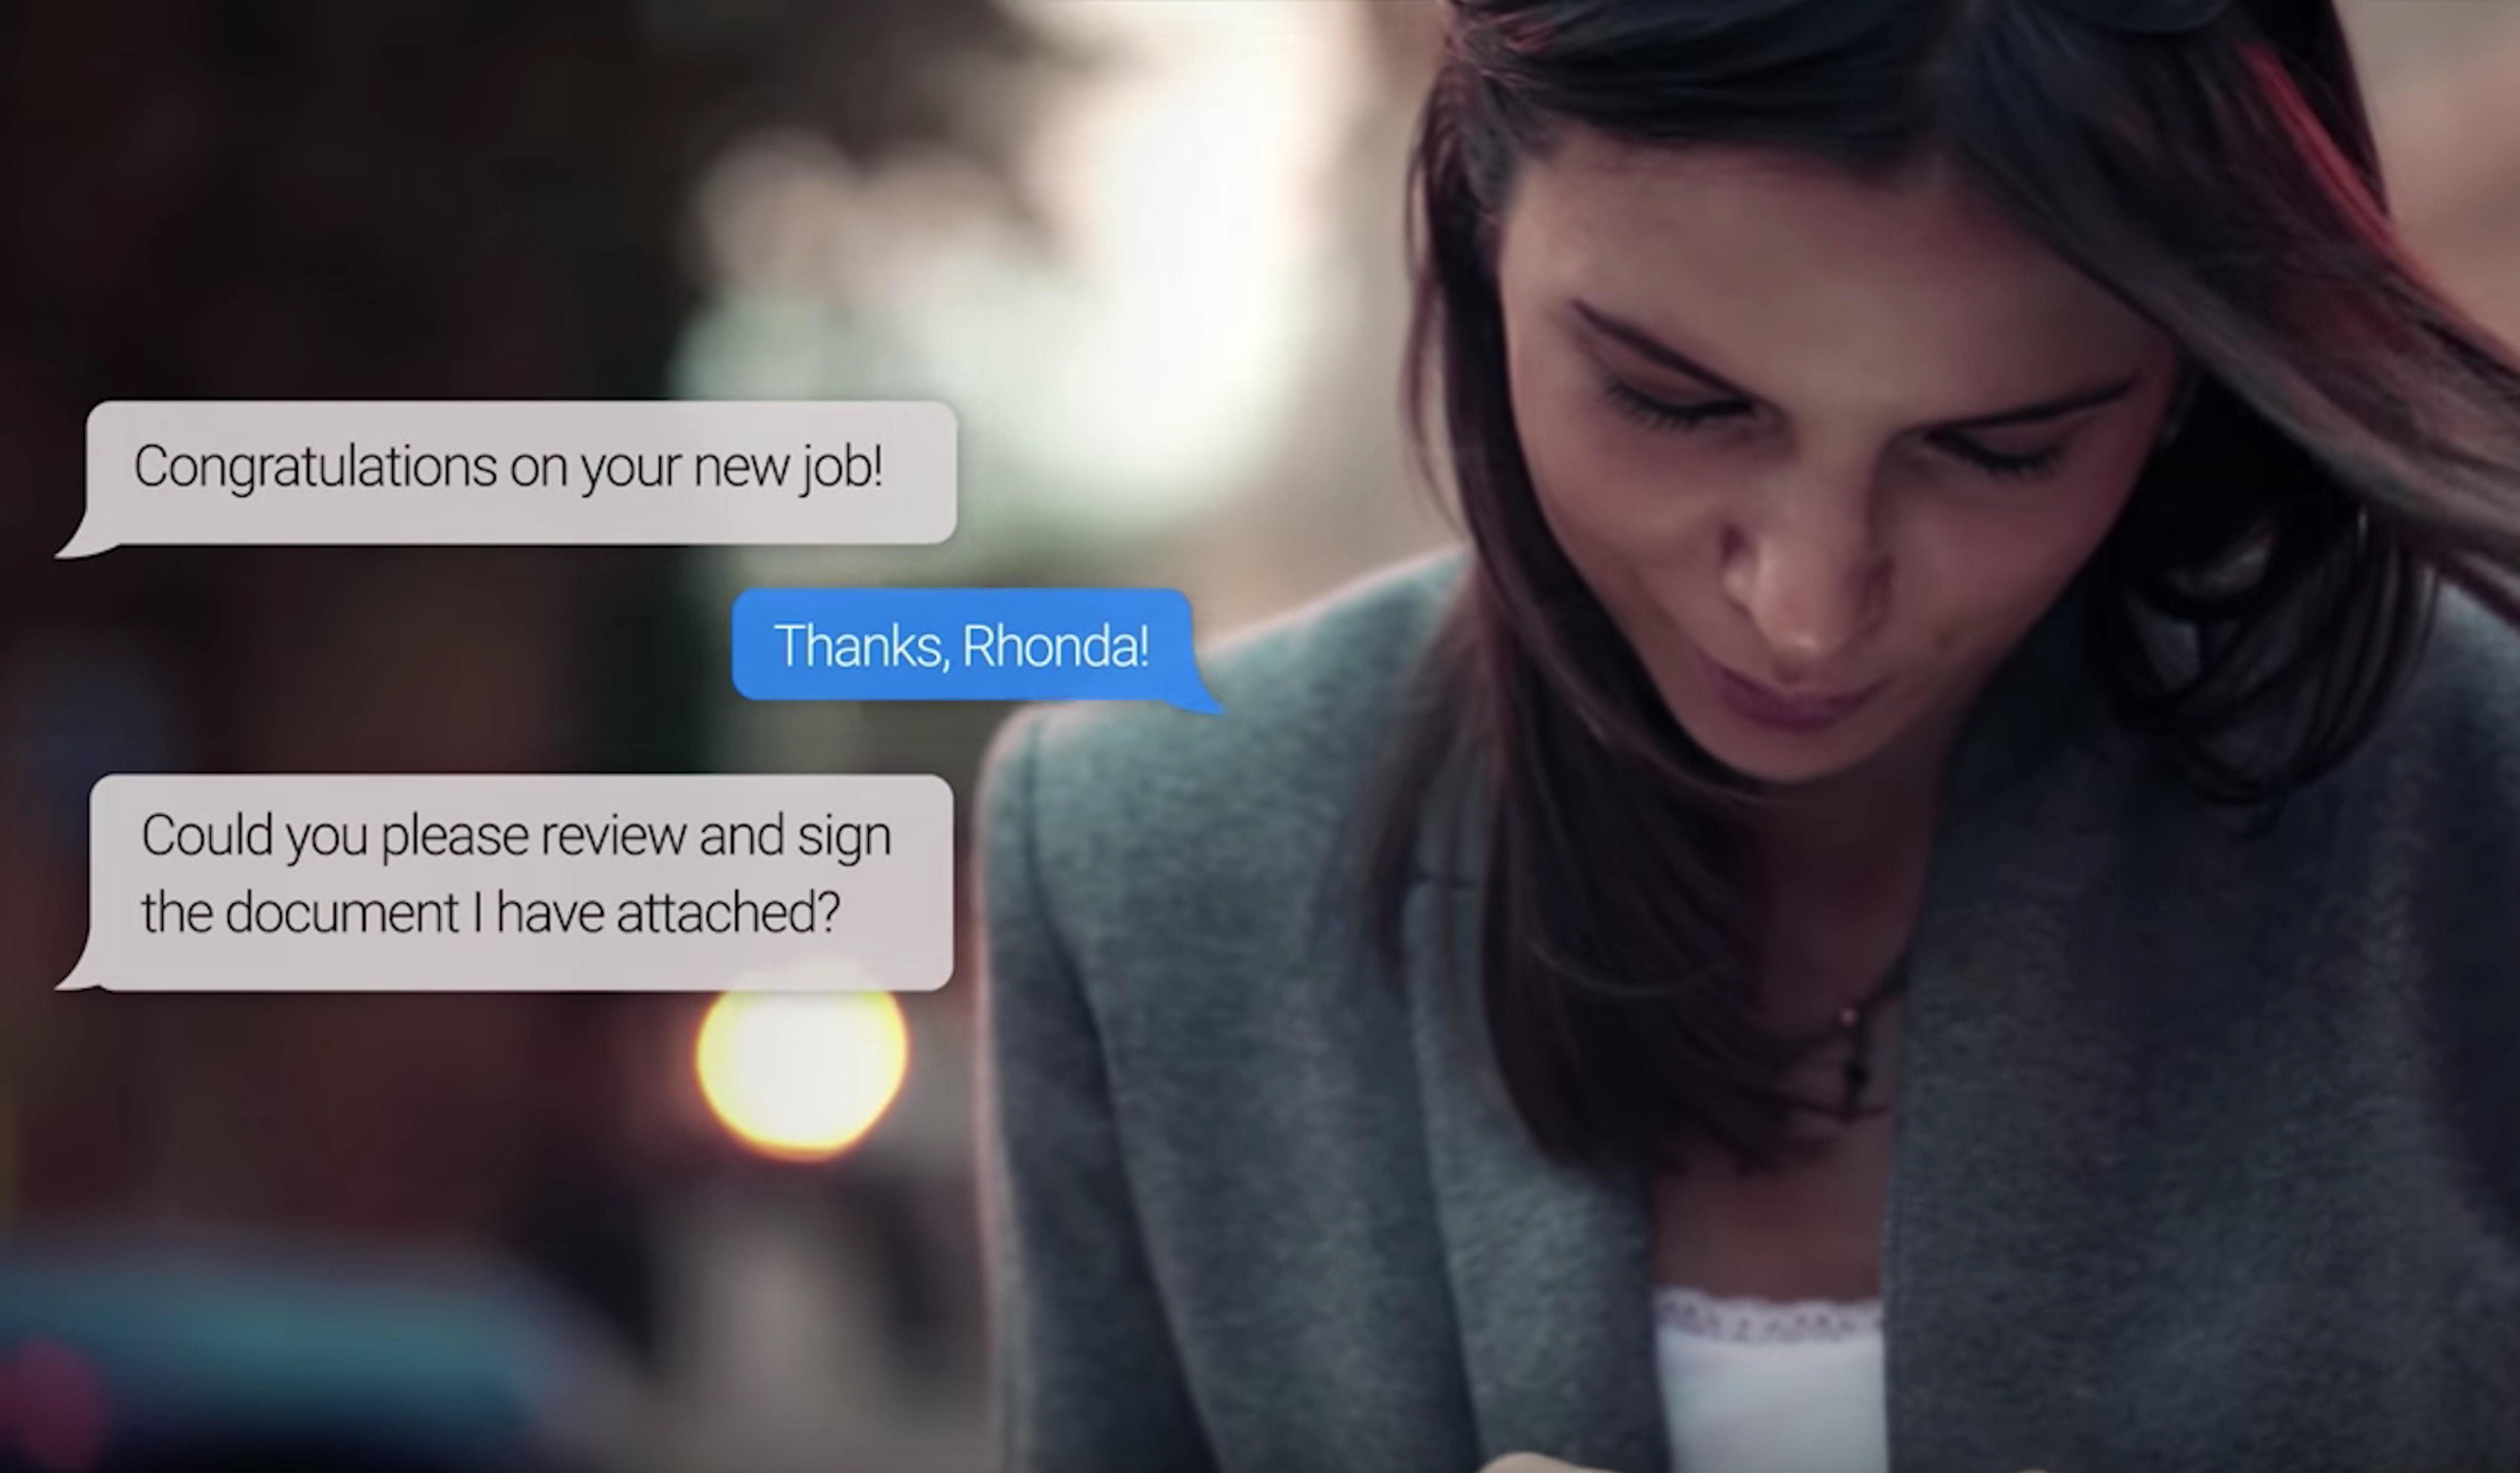 Congratulations on your new job!
Thanks, Rhonda!
Could you please review and sign
the document I have attached?